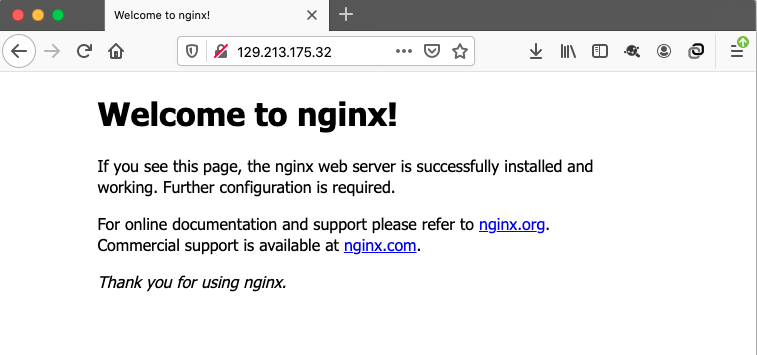 Welcome to nginx!
129.213.175.32
Welcome to nginx!
If you see this page, the nginx web server is successfully installed and
working. Further configuration is required.
For online documentation and support please refer to nginx.org.
Commercial support is available at nginx.com.
Thank you for using nginx.